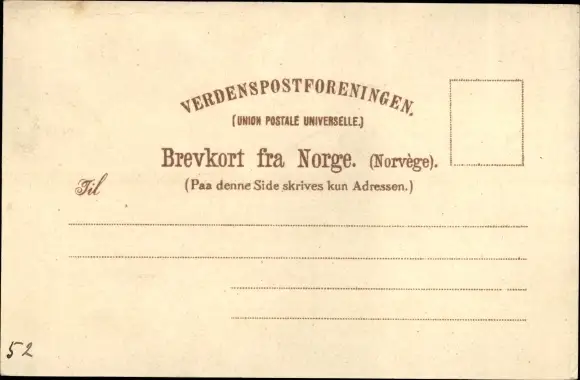 VERDENSPOSTFORENINGEN.
(UNION POSTALE UNIVERSELLE.)
Brevkort fra Norge. (Norvège).
(Paa denne Side skrives kun Adressen.)
Til
52